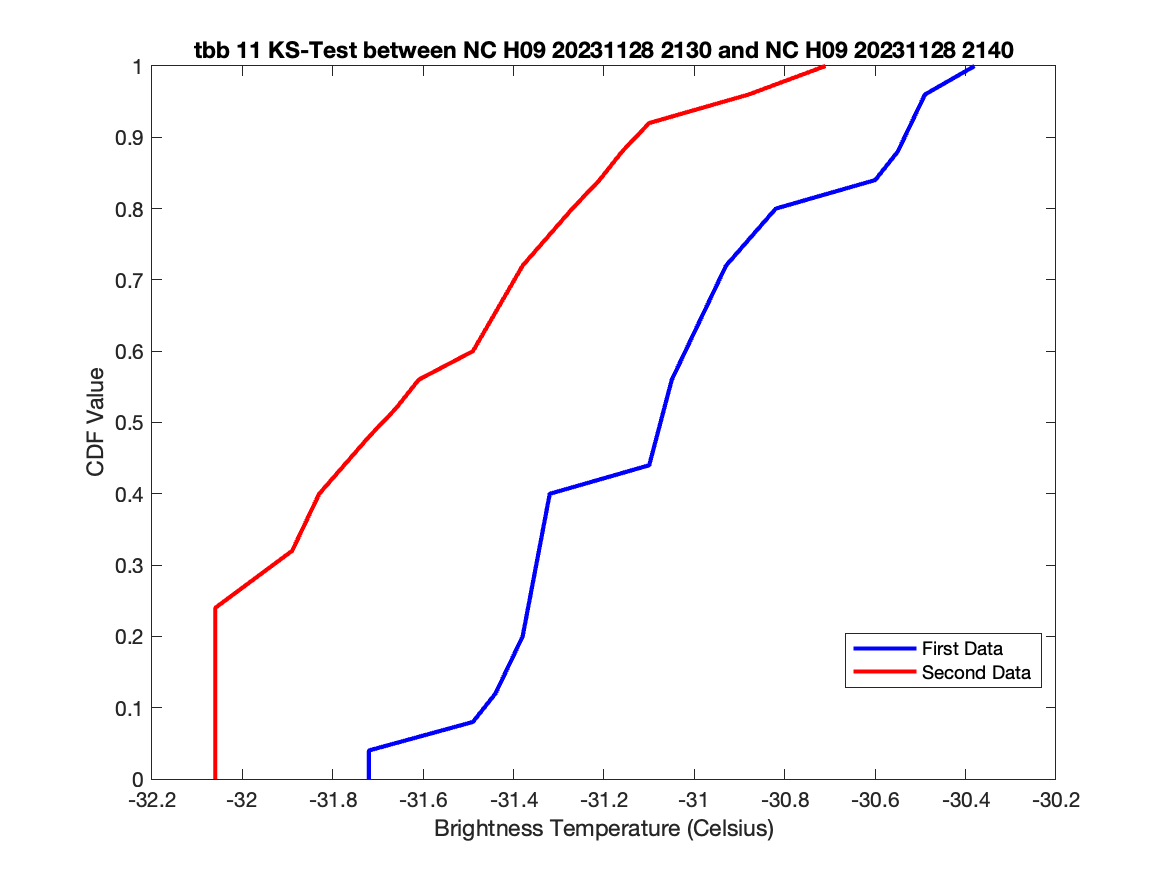 tbb 11 KS-Test between NC H09 20231128 2130 and NC H09 20231128 2140
1
0.9
0.8
0.7
0.6
0.5
0.4
0.3
0.2
0.1
0
CDF Value
First Data
Second Data
-32.2 -32 -31.8 -31.6 -31.4 -31.2 -31 -30.8 -30.6 -30.4 -30.2
Brightness Temperature (Celsius)